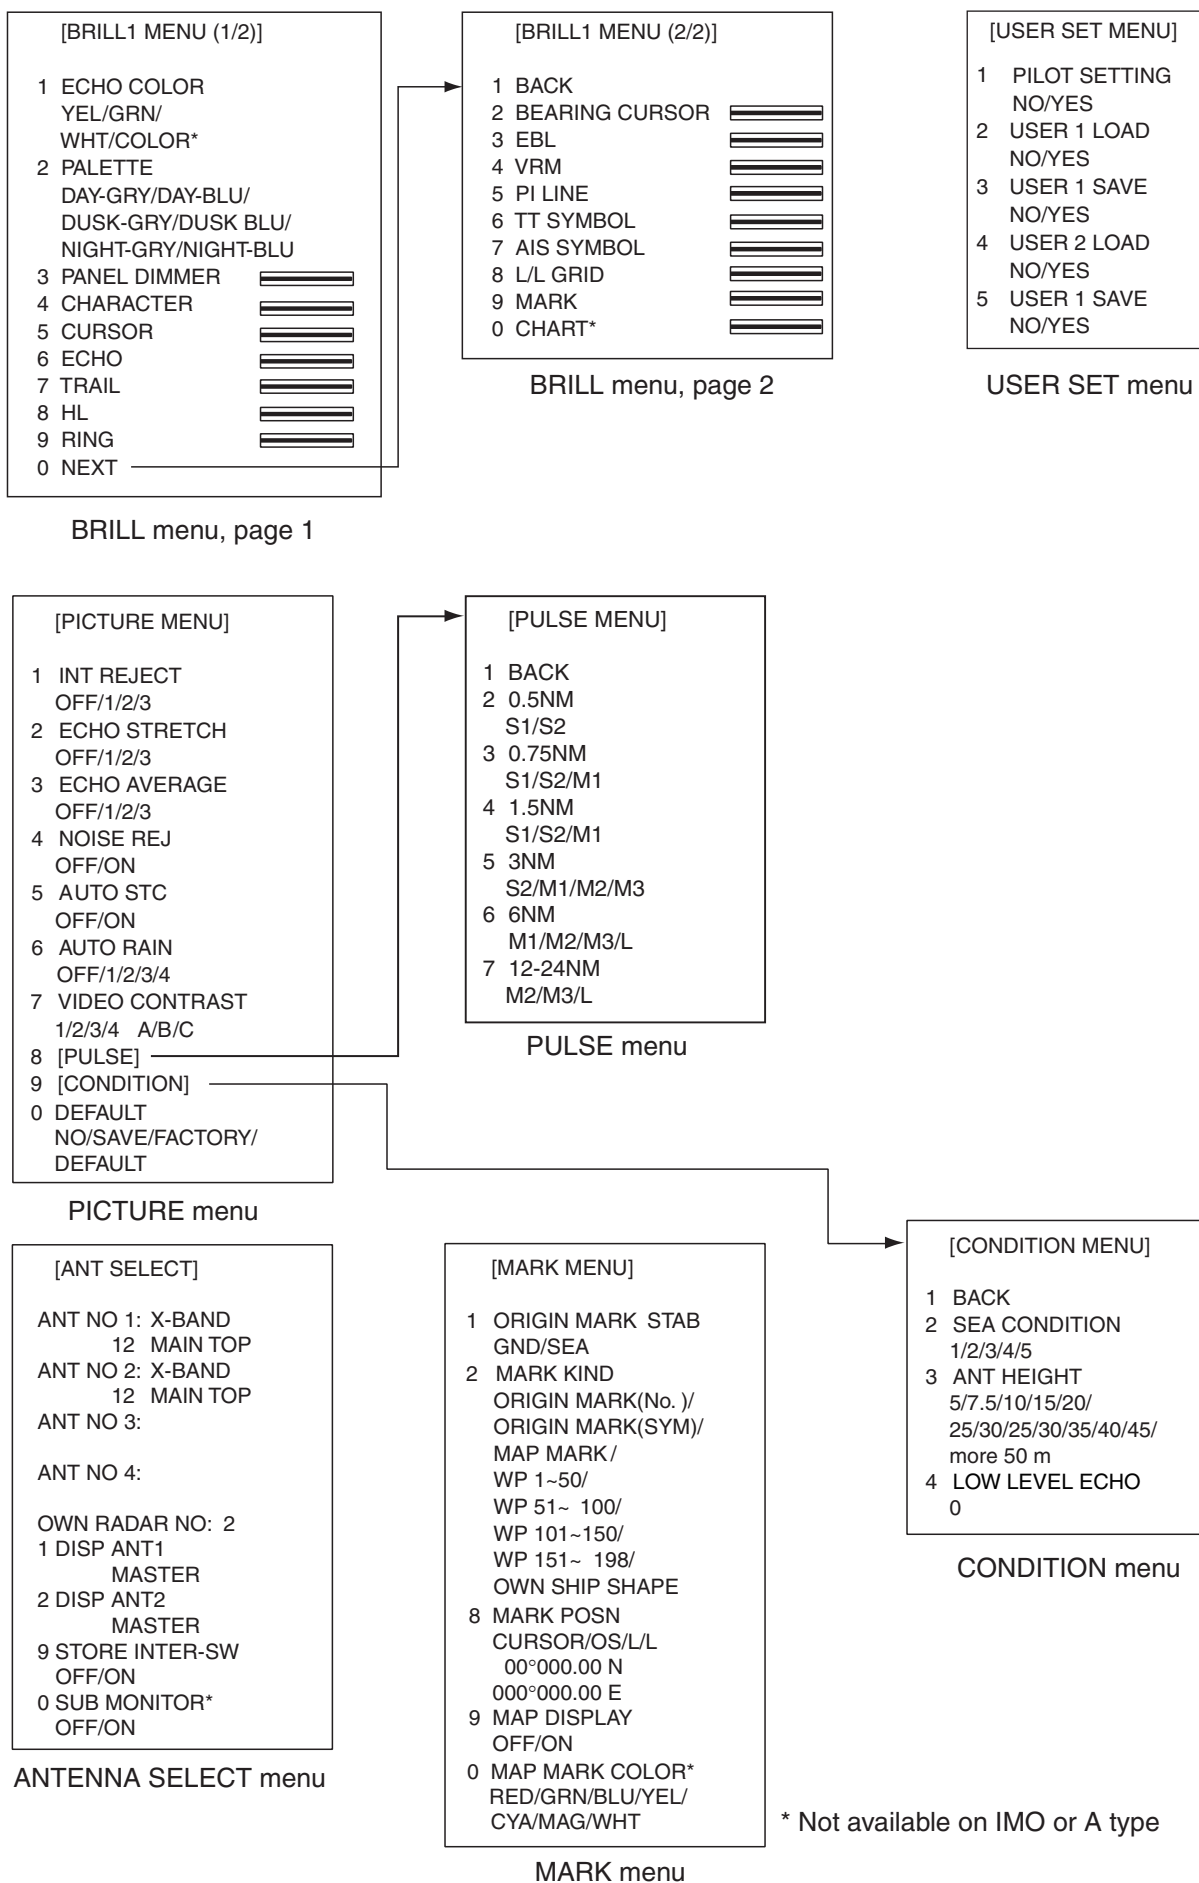 [BRILL1 MENU (1/2)]
1 ECHO COLOR
YEL/GRN/
WHT/COLOR*
2 PALETTE
DAY-GRY/DAY-BLU/
DUSK-GRY/DUSK BLU/
NIGHT-GRY/NIGHT-BLU
3 PANEL DIMMER
4 CHARACTER
5 CURSOR
6 ECHO
7 TRAIL
8 HL
9 RING
0 NEXT
BRILL menu, page 1
[BRILL1 MENU (2/2)]
1 BACK
2 BEARING CURSOR
3 EBL
4 VRM
5 PI LINE
6 TT SYMBOL
7 AIS SYMBOL
8 L/L GRID
9 MARK
0 CHART*
BRILL menu, page 2
[USER SET MENU]
1 PILOT SETTING
NO/YES
2 USER 1 LOAD
NO/YES
3 USER 1 SAVE
NO/YES
4 USER 2 LOAD
NO/YES
5 USER 1 SAVE
NO/YES
USER SET menu
[PICTURE MENU]
1 INT REJECT
OFF/1/2/3
2 ECHO STRETCH
OFF/1/2/3
3 ECHO AVERAGE
OFF/1/2/3
4 NOISE REJ
OFF/ON
5 AUTO STC
OFF/ON
6 AUTO RAIN
OFF/1/2/3/4
7 VIDEO CONTRAST
1/2/3/4 A/B/C
8 [PULSE]
9 [CONDITION]
0 DEFAULT
NO/SAVE/FACTORY/
DEFAULT
PICTURE menu
[PULSE MENU]
1 BACK
2 0.5NM
S1/S2
3 0.75NM
S1/S2/M1
4 1.5NM
S1/S2/M1
5 3NM
S2/M1/M2/M3
6 6NM
M1/M2/M3/L
7 12-24NM
M2/M3/L
PULSE menu
[ANT SELECT]
ANT NO 1: X-BAND
12 MAIN TOP
ANT NO 2: X-BAND
12 MAIN TOP
ANT NO 3:
ANT NO 4:
OWN RADAR NO: 2
1 DISP ANT1
MASTER
2 DISP ANT2
MASTER
9 STORE INTER-SW
OFF/ON
0 SUB MONITOR*
OFF/ON
ANTENNA SELECT menu
[MARK MENU]
1 ORIGIN MARK STAB
GND/SEA
2 MARK KIND
ORIGIN MARK(No. )/
ORIGIN MARK(SYM)/
MAP MARK/
WP 1~50/
WP 51~ 100/
WP 101~150/
WP 151~ 198/
OWN SHIP SHAPE
8 MARK POSN
CURSOR/OS/L/L
00°000.00 N
000°000.00 E
9 MAP DISPLAY
OFF/ON
0 MAP MARK COLOR*
RED/GRN/BLU/YEL/
CYA/MAG/WHT
MARK menu
[CONDITION MENU]
1 BACK
2 SEA CONDITION
1/2/3/4/5
3 ANT HEIGHT
5/7.5/10/15/20/
25/30/25/30/35/40/45/
more 50 m
4 LOW LEVEL ECHO
0
CONDITION menu
* Not available on IMO or A type